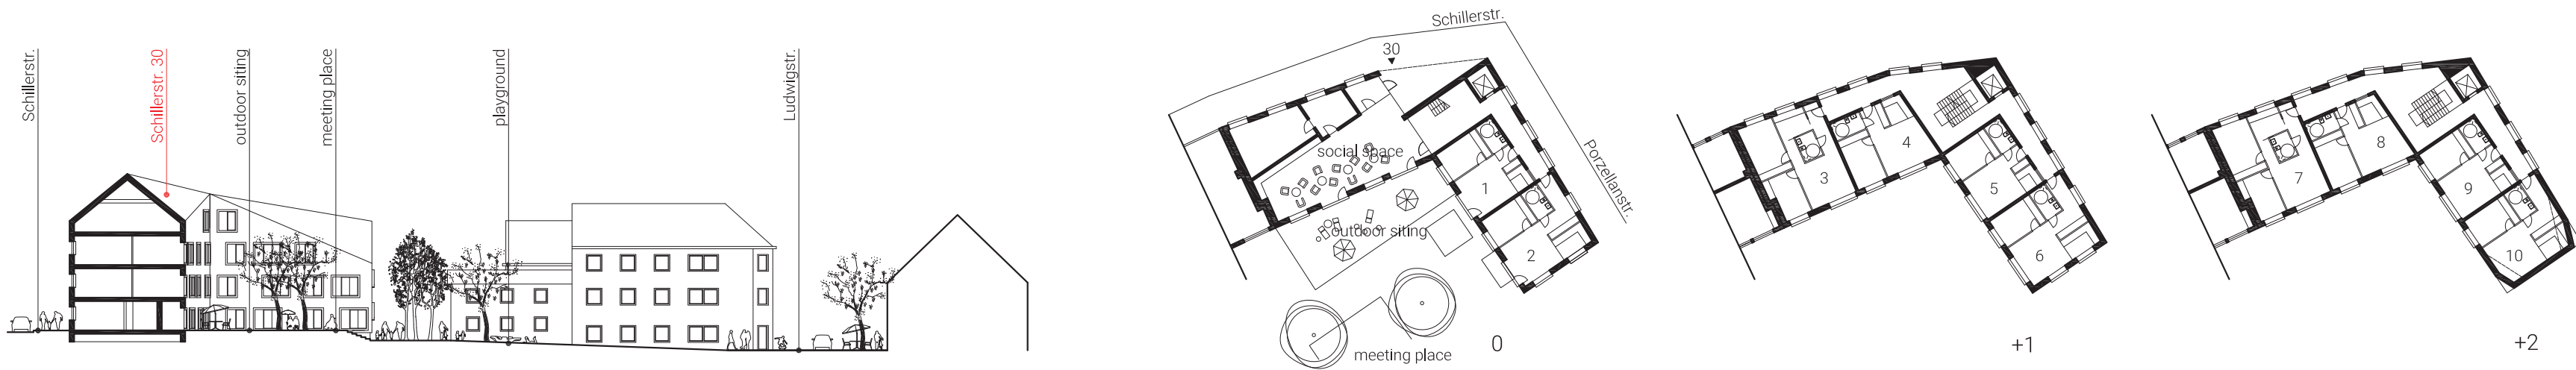 Schillerstr.
Schillerstr. 30
outdoor siting
meeting place
playground
Ludwigstr.
Schillerstr.
30
Porzellanstr.
social space
outdoor siting
1
2
meeting place
0
3
4
5
6
+1
7
8
9
10
+2